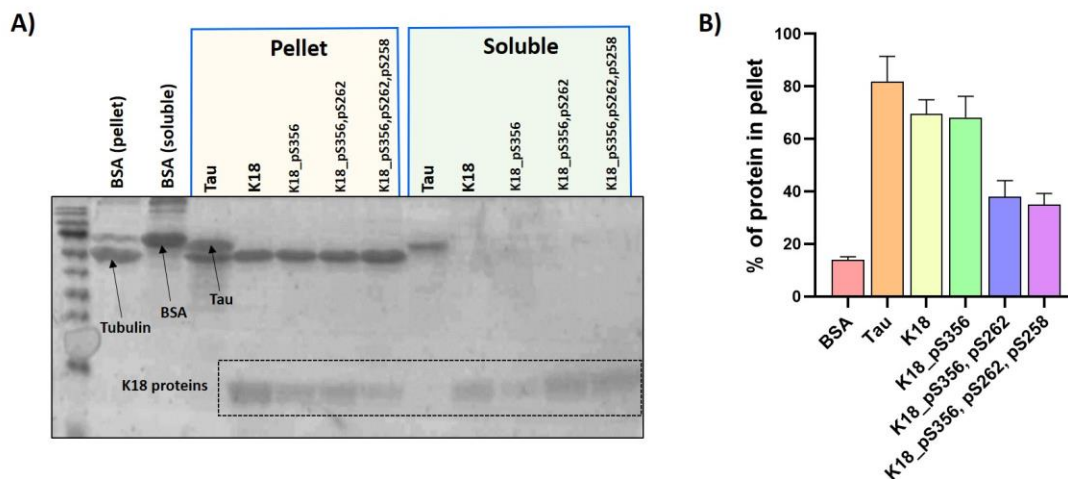 A)
Pellet
Soluble
BSA (pellet)
BSA (soluble)
Tau
K18
K18_pS356
K18_pS356,pS262
K18_pS356,pS262,pS258
Tau
K18
K18_pS356
K18_pS356,pS262
K18_pS356,pS262,pS258
Tubulin
BSA
Tau
K18 proteins
B)
% of protein in pellet
100
80
60
40
20
0
BSA
Tau
K18
K18_pS356
K18_pS356, pS262
K18_pS356, pS262, pS258